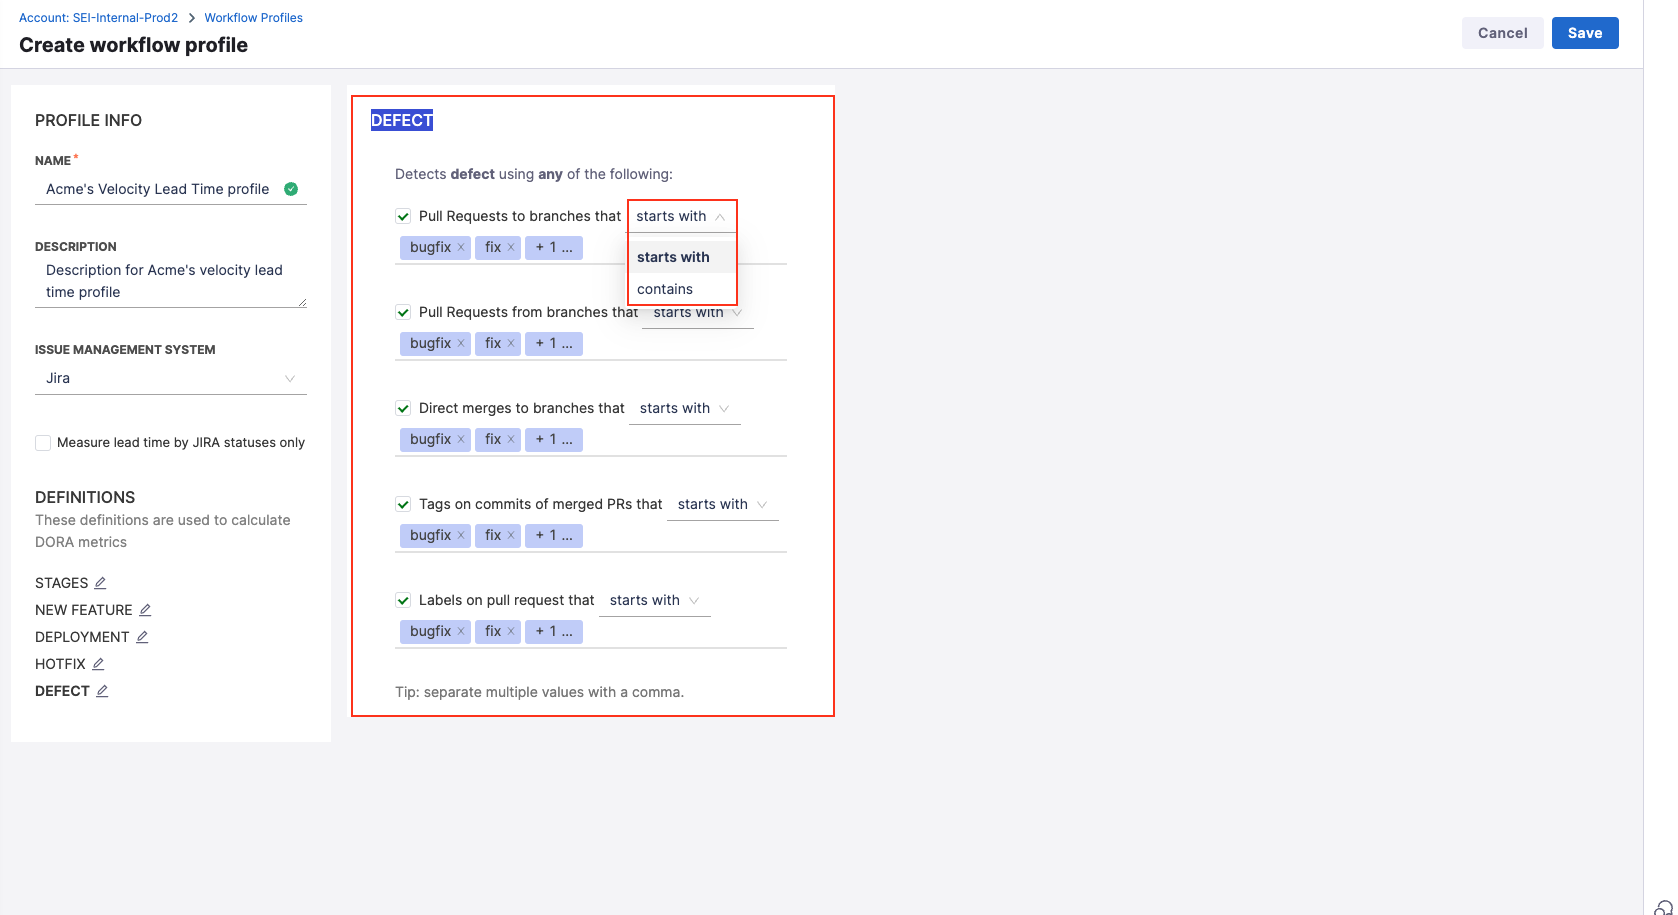 Account: SEI-Internal-Prod2 > Workflow Profiles
Create workflow profile
Cancel
Save
PROFILE INFO
NAME*
Acme's Velocity Lead Time profile
DESCRIPTION
Description for Acme's velocity lead
time profile
ISSUE MANAGEMENT SYSTEM
Jira
Measure lead time by JIRA statuses only
DEFINITIONS
These definitions are used to calculate
DORA metrics
STAGES
NEW FEATURE
DEPLOYMENT
HOTFIX
DEFECT
DEFECT
Detects defect using any of the following:
Pull Requests to branches that starts with
starts with
contains
bugfix × fix × + 1 ...
Pull Requests from branches that starts with
bugfix × fix × + 1 ...
Direct merges to branches that starts with
bugfix × fix × + 1 ...
Tags on commits of merged PRs that starts with
bugfix × fix × + 1 ...
Labels on pull request that starts with
bugfix × fix × + 1 ...
Tip: separate multiple values with a comma.